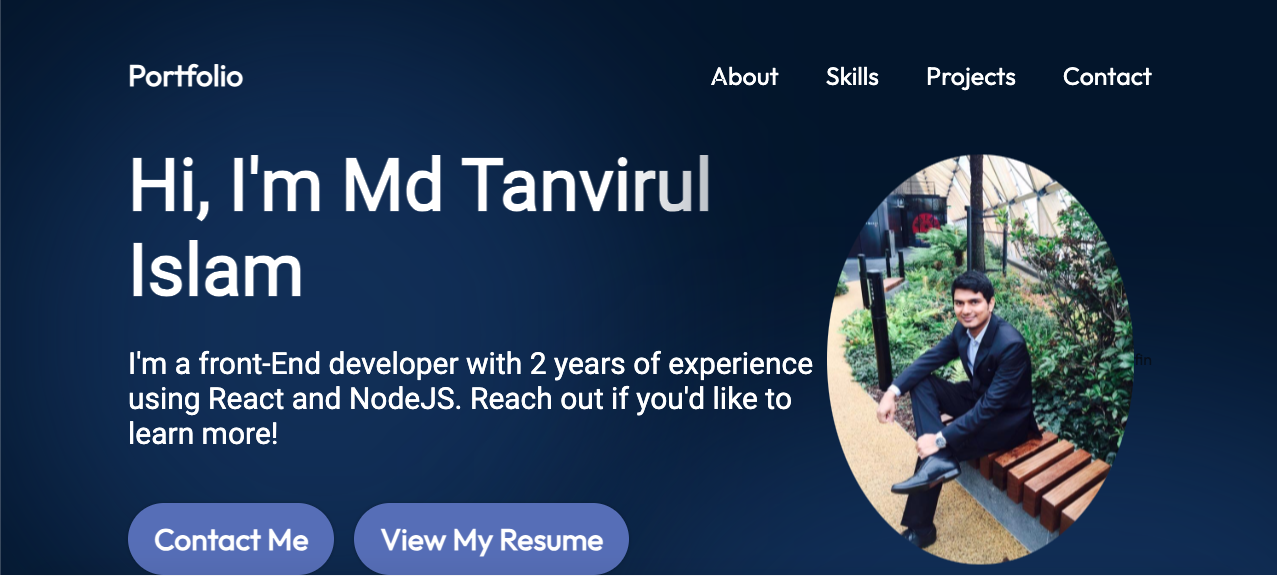 Portfolio
About Skills Projects Contact
Hi, I'm Md Tanvirul
Islam
I'm a front-End developer with 2 years of experience
using React and NodeJS. Reach out if you'd like to
learn more!
fin
Contact Me View My Resume